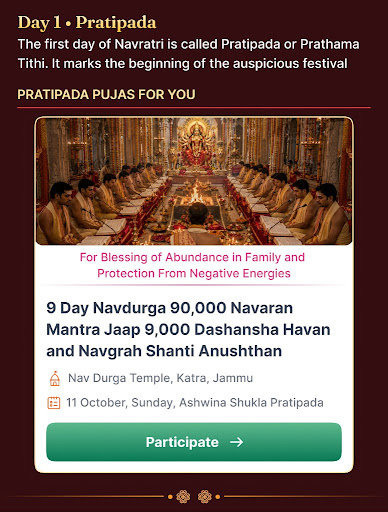 Day 1 • Pratipada
The first day of Navratri is called Pratipada or Prathama
Tithi. It marks the beginning of the auspicious festival
PRATIPADA PUJAS FOR YOU
For Blessing of Abundance in Family and
Protection From Negative Energies
9 Day Navdurga 90,000 Navaran
Mantra Jaap 9,000 Dashansha Havan
and Navgrah Shanti Anushthan
Nav Durga Temple, Katra, Jammu
11 October, Sunday, Ashwina Shukla Pratipada
Participate →